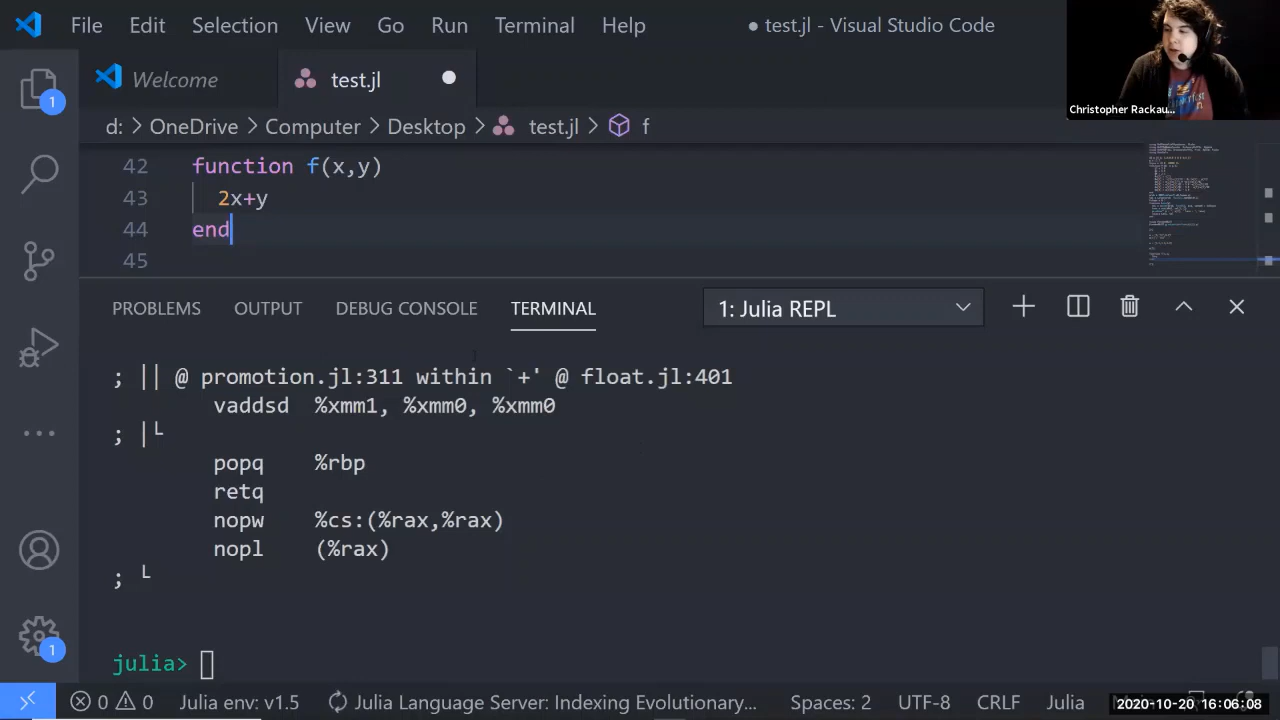 File Edit Selection View Go Run Terminal Help ● test.jl - Visual Studio Code
Christopher Rackau...
Welcome test.jl
1
d: > OneDrive > Computer > Desktop > test.jl > f
42 function f(x,y)
43 2x+y
44 end
45
PROBLEMS OUTPUT DEBUG CONSOLE TERMINAL 1: Julia REPL
; || @ promotion.jl:311 within `+' @ float.jl:401
vaddsd %xmm1, %xmm0, %xmm0
; |└
popq %rbp
retq
nopw %cs:(%rax,%rax)
nopl (%rax)
; └
julia>
1
0 0 Julia env: v1.5 Julia Language Server: Indexing Evolutionary... Spaces: 2 UTF-8 CRLF Julia
2020-10-20 16:06:08